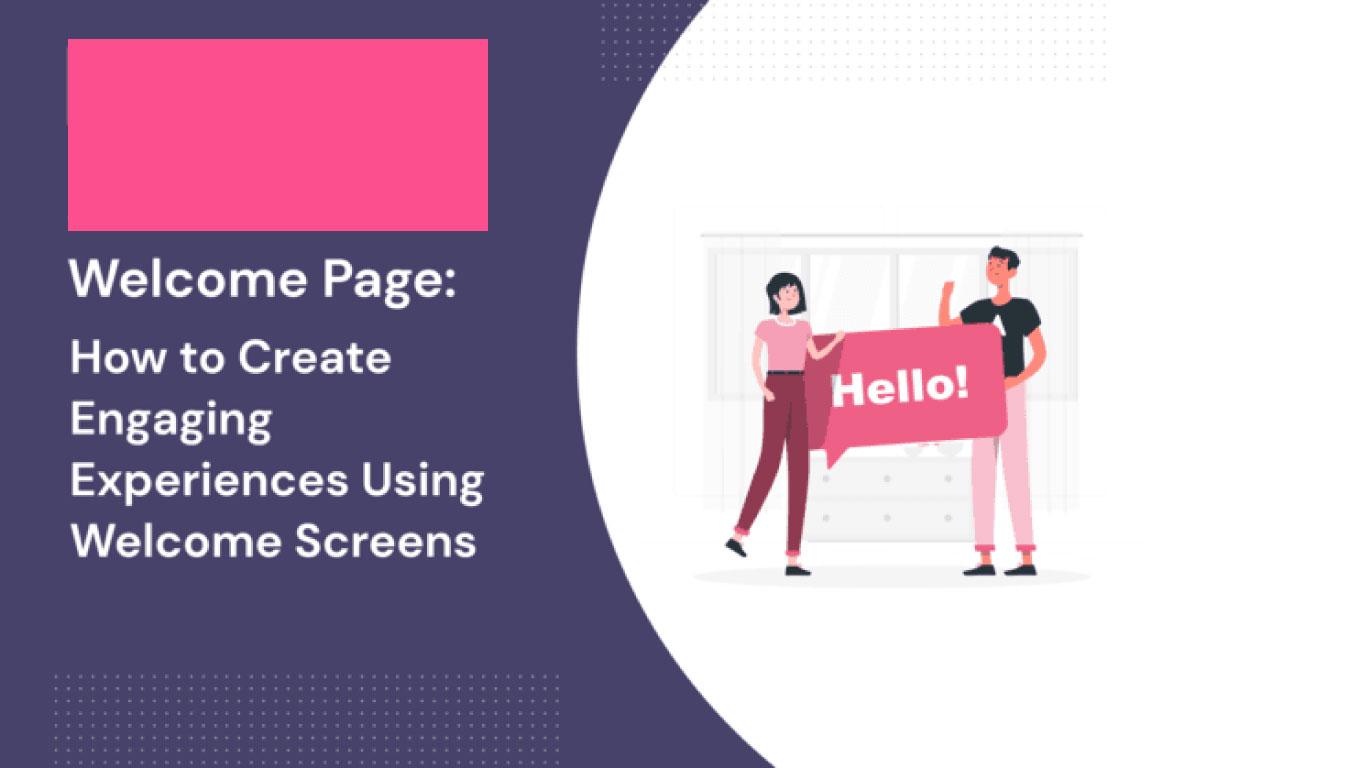 Welcome Page:
How to Create
Engaging
Experiences Using
Welcome Screens
Hello!